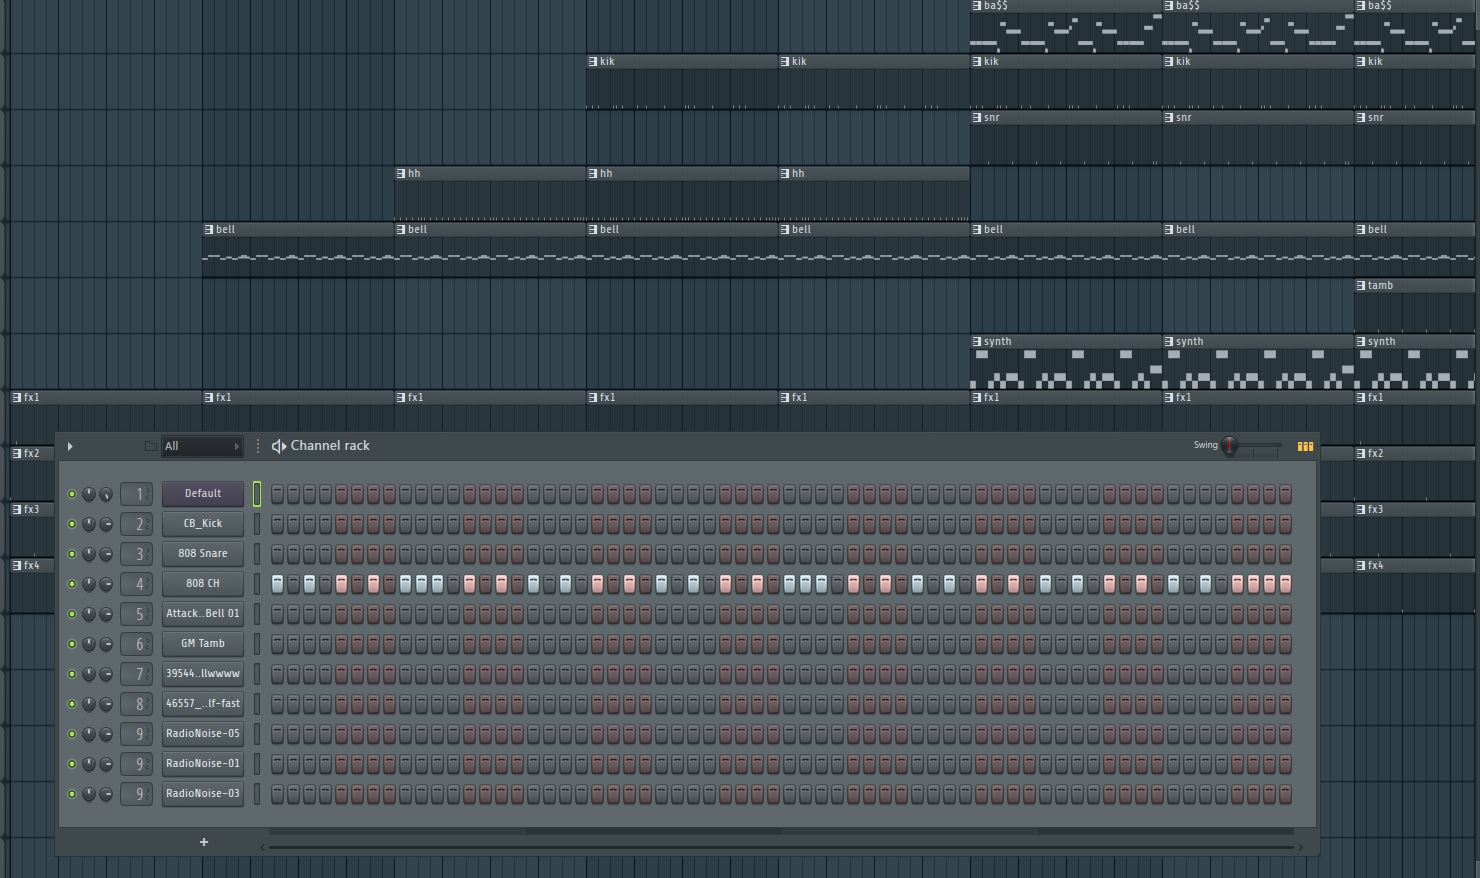 ba$$ ba$$ ba$$
kik kik kik kik kik
snr snr snr
hh hh hh
bell bell bell bell bell bell bell
tamb
synth synth synth
fx1 fx1 fx1 fx1 fx1 fx1 fx1 fx1
All Channel rack Swing
fx2 fx2
1 Default
fx3 fx3
2 CB_Kick
3 808 Snare
fx4 fx4
4 808 CH
5 Attack..Bell 01
6 GM Tamb
7 39544..llwwww
8 46557_..lf-fast
9 RadioNoise-05
9 RadioNoise-01
9 RadioNoise-03
+